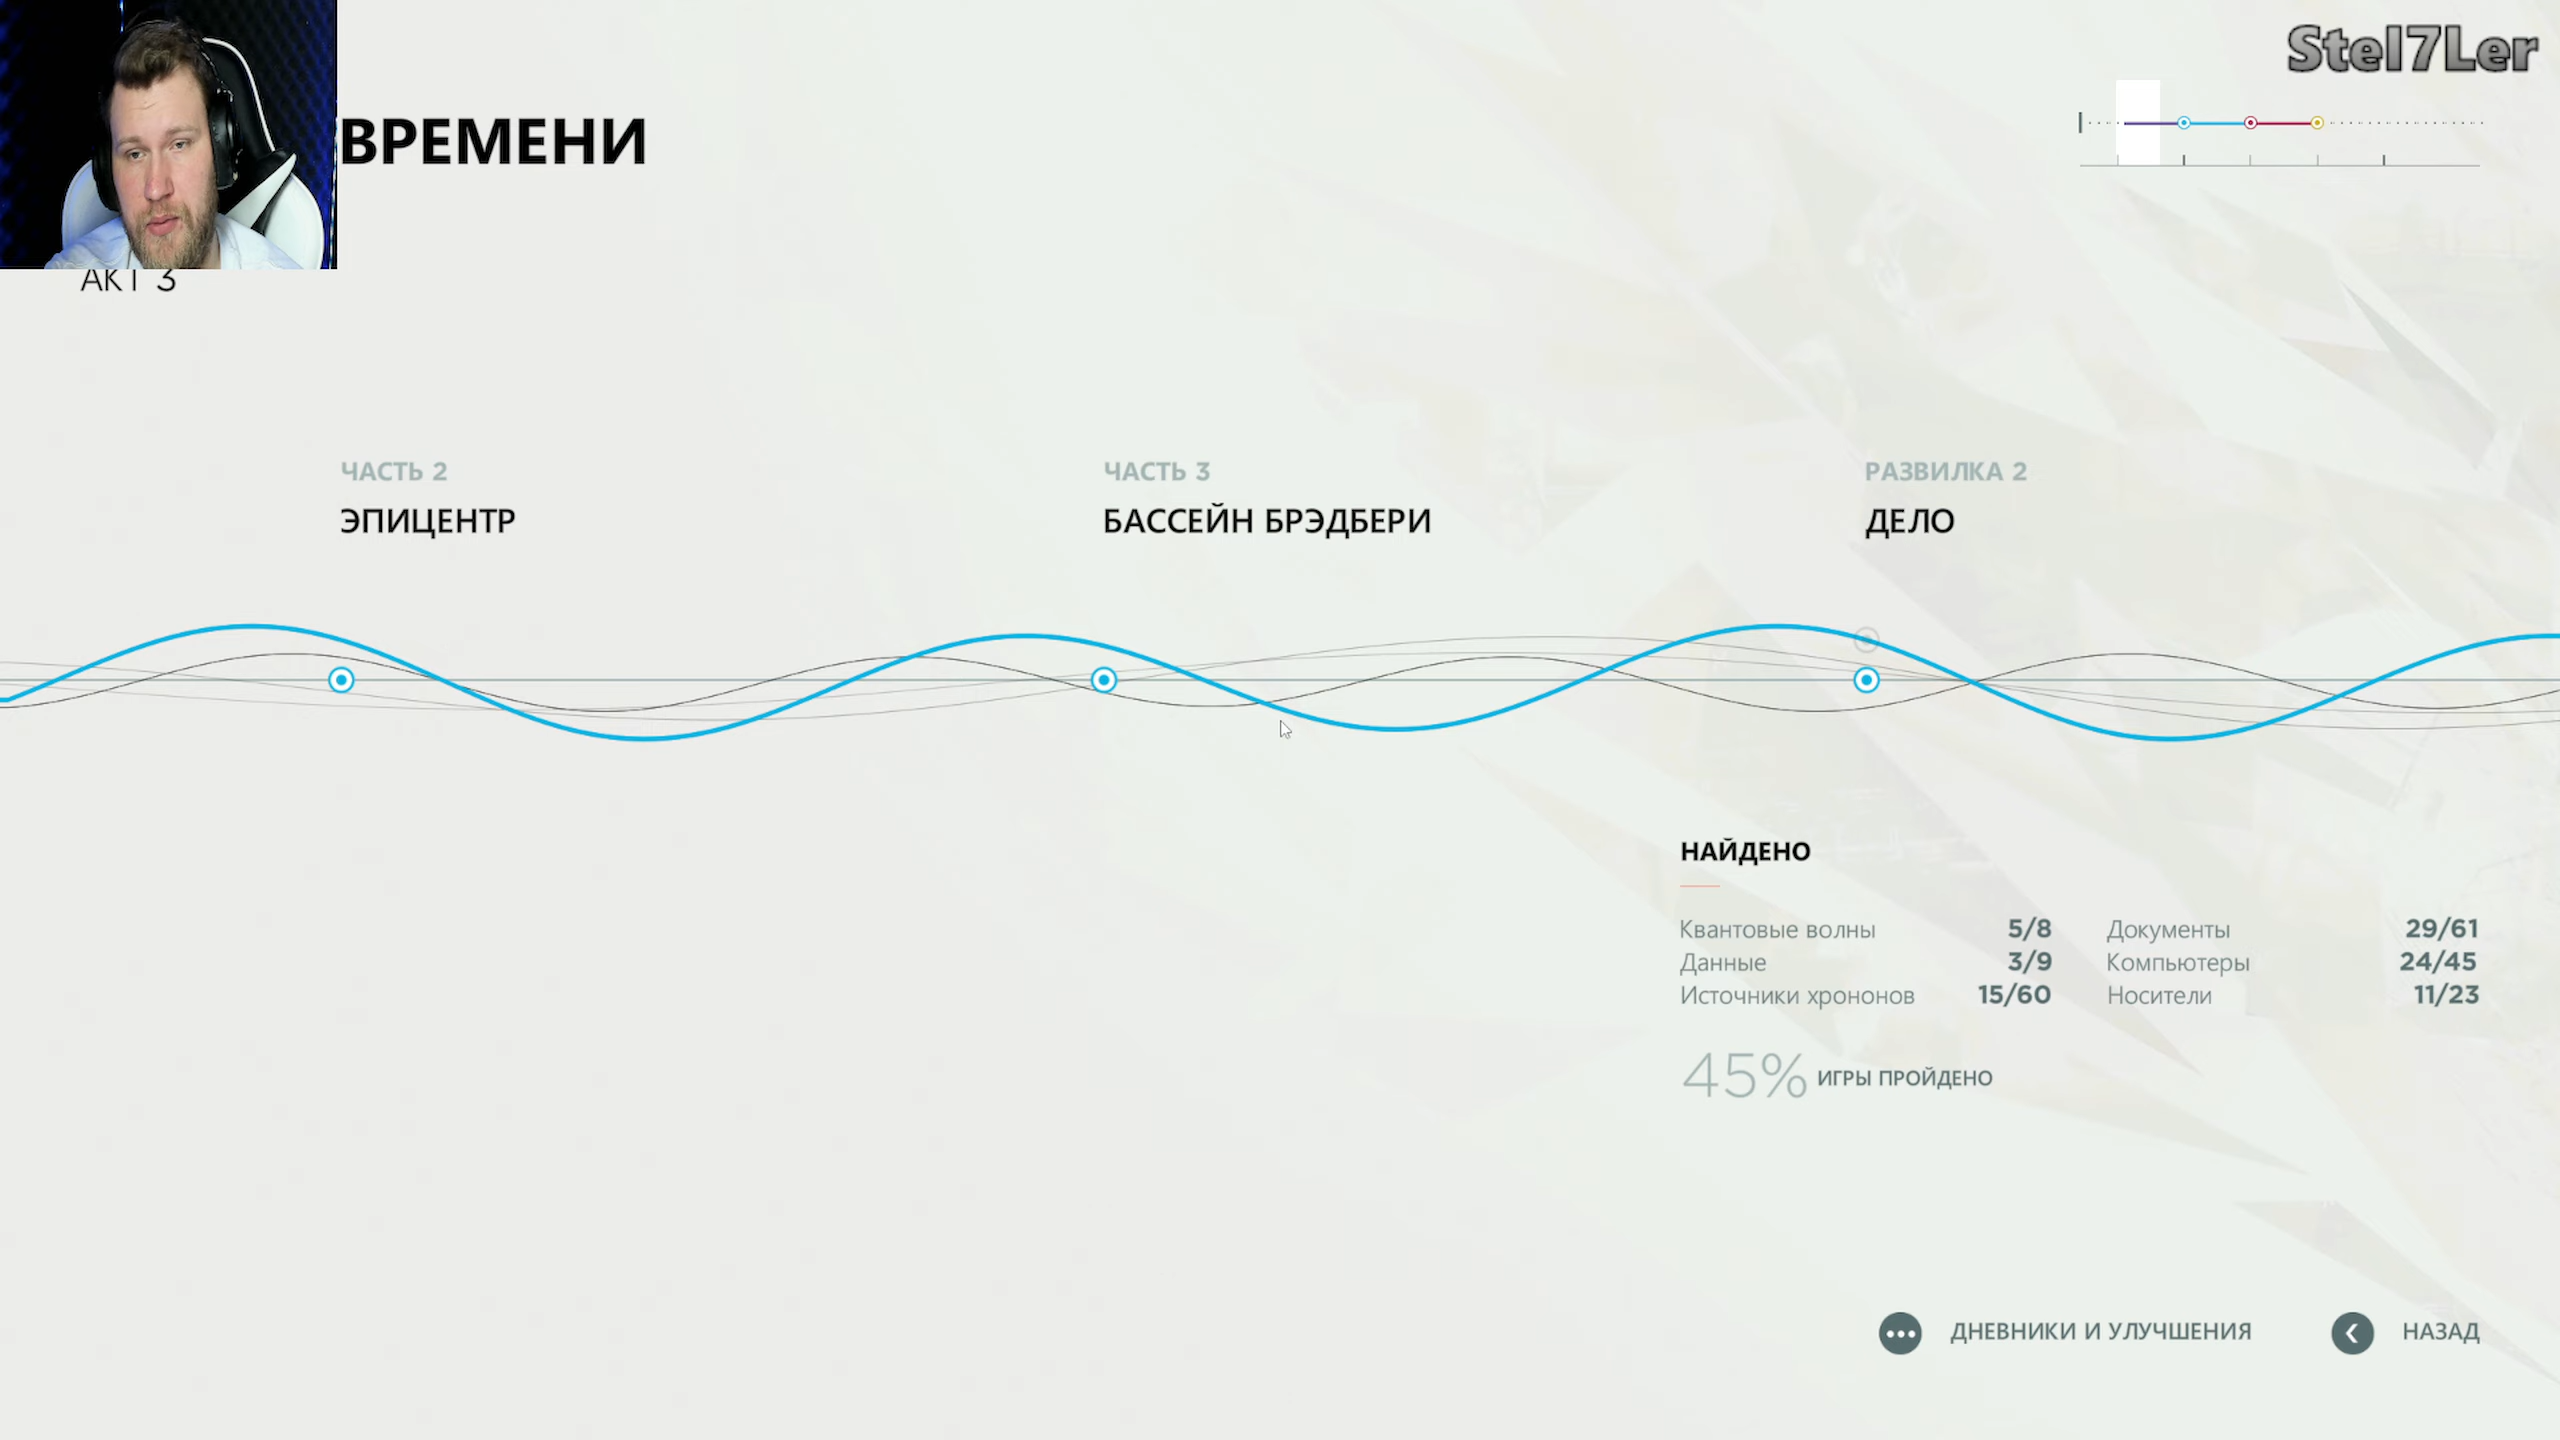 Stel7Ler
ВРЕМЕНИ
АКТ 3
ЧАСТЬ 2
ЭПИЦЕНТР
ЧАСТЬ 3
БАССЕЙН БРЭДБЕРИ
РАЗВИЛКА 2
ДЕЛО
НАЙДЕНО
Квантовые волны 5/8
Данные 3/9
Источники хрононов 15/60
Документы 29/61
Компьютеры 24/45
Носители 11/23
45% ИГРЫ ПРОЙДЕНО
ДНЕВНИКИ И УЛУЧШЕНИЯ
НАЗАД